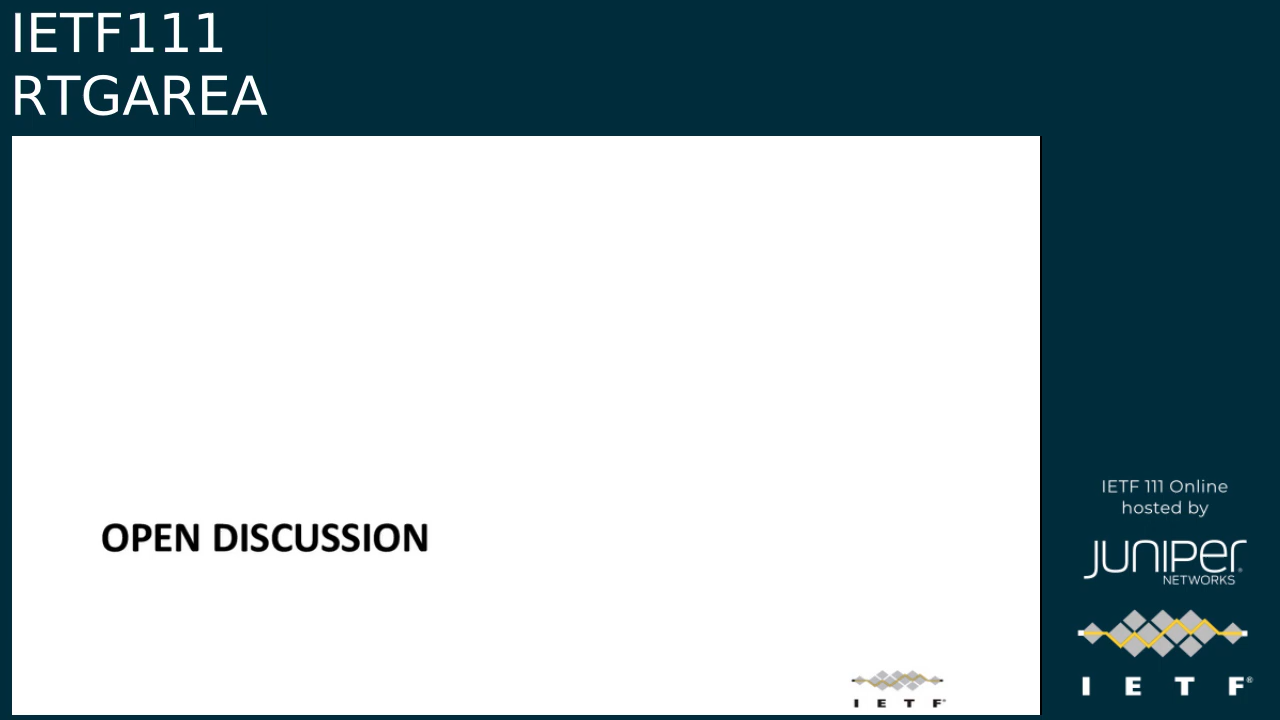 IETF111
RTGAREA
OPEN DISCUSSION
IETF 111 Online
hosted by
JUNIPER
NETWORKS
I E T F®
I E T F®